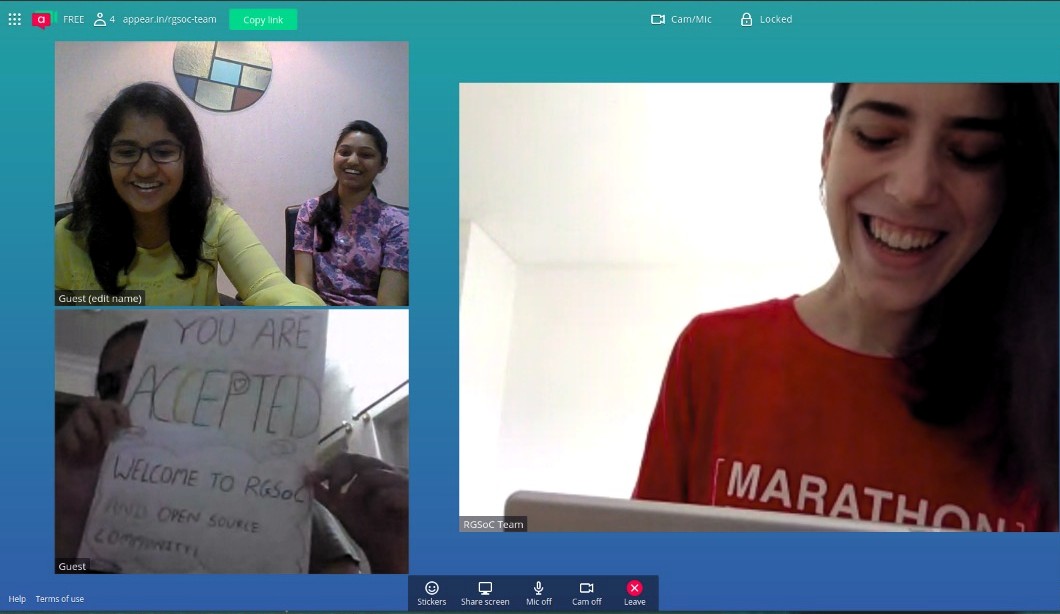 FREE 4 appear.in/rgsoc-team Copy link Cam/Mic Locked
Guest (edit name)
YOU ARE
ACCEPTED
WELCOME TO RGSoC
AND OPEN SOURCE
COMMUNITY!
Guest
[MARATHON]
RGSoC Team
Help Terms of use
Stickers Share screen Mic off Cam off Leave